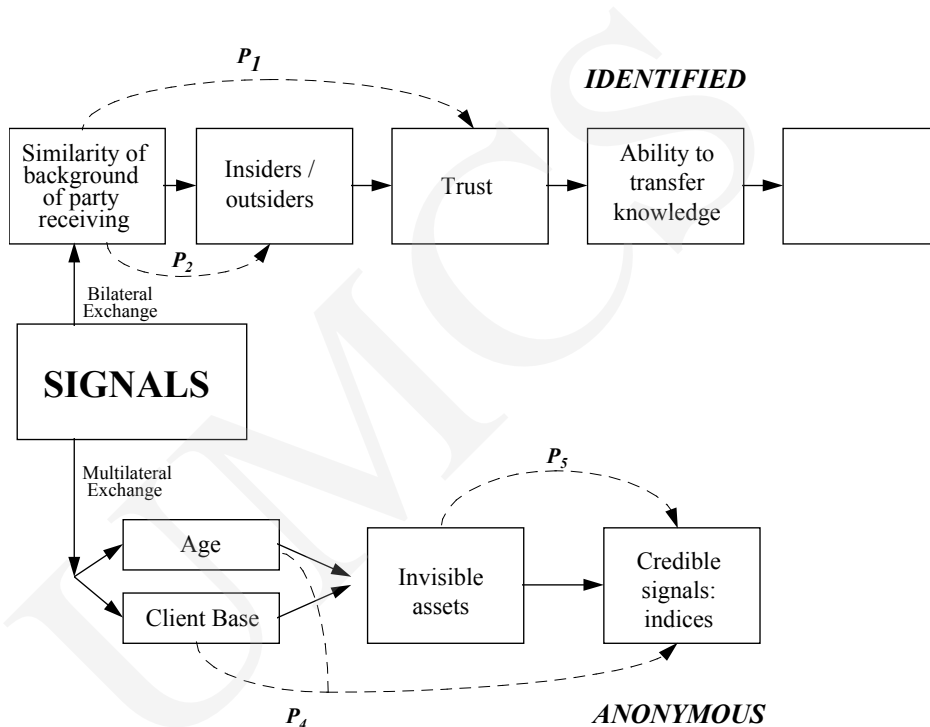 P1
IDENTIFIED
Similarity of
background
of party
receiving
Insiders /
outsiders
Trust
Ability to
transfer
knowledge
P2
Bilateral
Exchange
SIGNALS
Multilateral
Exchange
P5
Age
Client Base
Invisible
assets
Credible
signals:
indices
P4
ANONYMOUS
UMCS